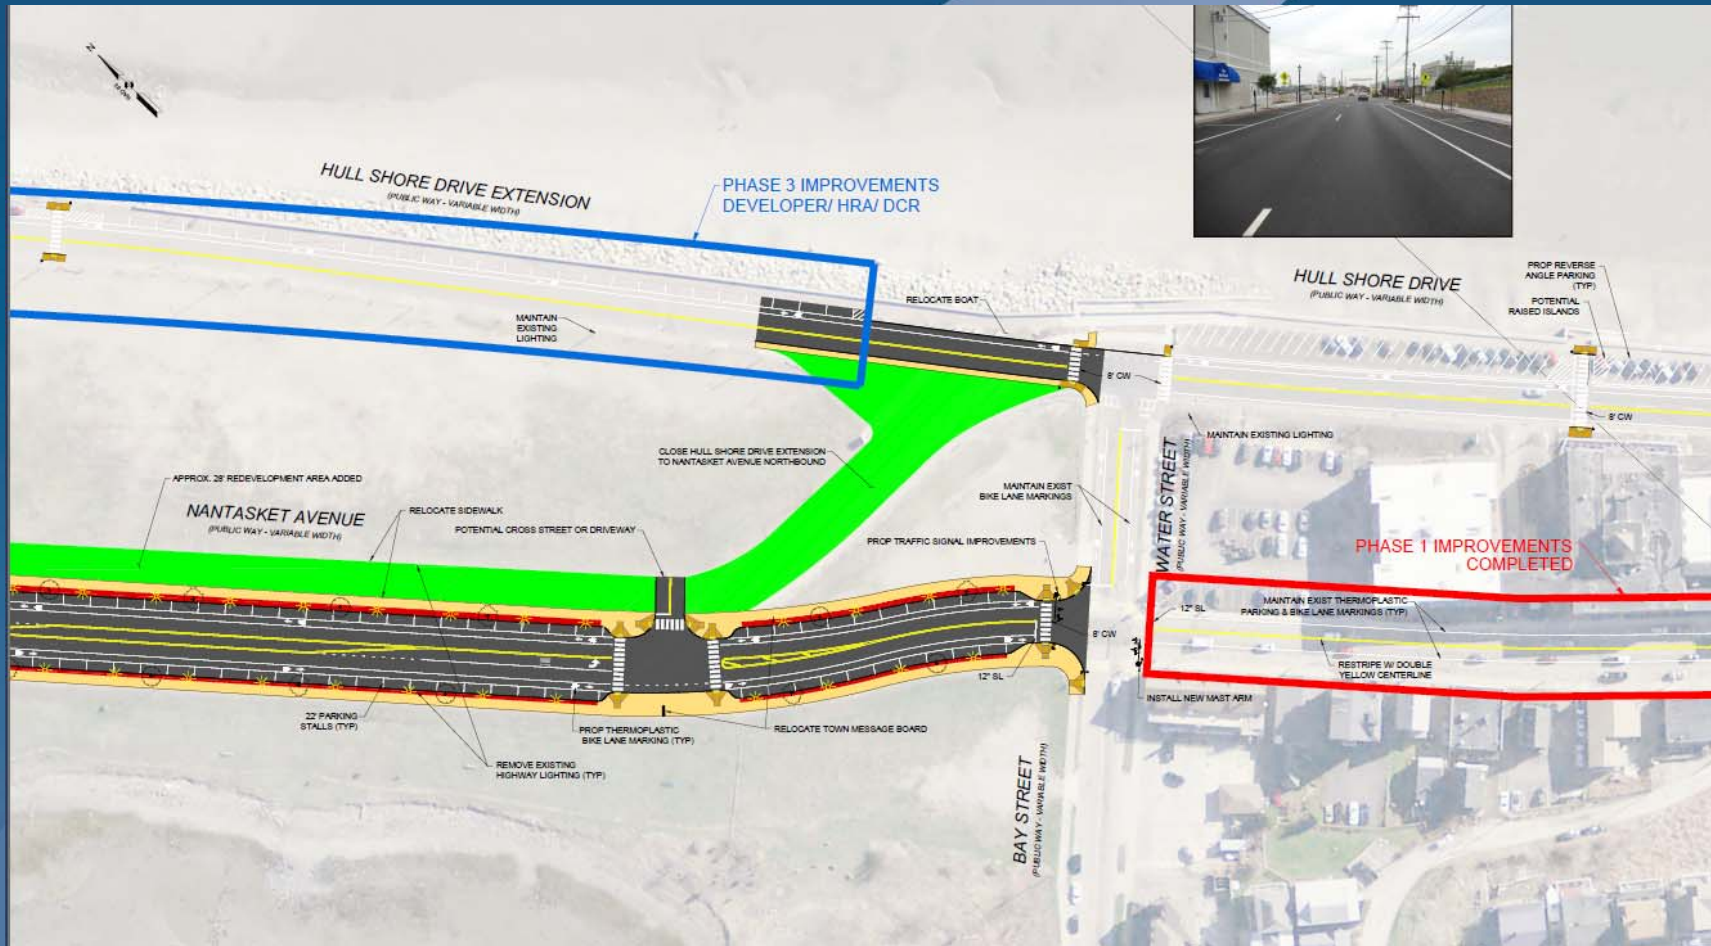 N
HULL SHORE DRIVE EXTENSION
(PUBLIC WAY - VARIABLE WIDTH)
PHASE 3 IMPROVEMENTS
DEVELOPER/ HRA/ DCR
HULL SHORE DRIVE
(PUBLIC WAY - VARIABLE WIDTH)
PROP REVERSE
ANGLE PARKING
(TYP)
POTENTIAL
RAISED ISLANDS
RELOCATE BOAT
MAINTAIN
EXISTING
LIGHTING
8' CW
8' CW
MAINTAIN EXISTING LIGHTING
CLOSE HULL SHORE DRIVE EXTENSION
TO NANTASKET AVENUE NORTHBOUND
APPROX. 28' REDEVELOPMENT AREA ADDED
MAINTAIN EXIST
BIKE LANE MARKINGS
WATER STREET
(PUBLIC WAY - VARIABLE WIDTH)
NANTASKET AVENUE
(PUBLIC WAY - VARIABLE WIDTH)
RELOCATE SIDEWALK
POTENTIAL CROSS STREET OR DRIVEWAY
PROP TRAFFIC SIGNAL IMPROVEMENTS
PHASE 1 IMPROVEMENTS
COMPLETED
12" SL
MAINTAIN EXIST THERMOPLASTIC
PARKING & BIKE LANE MARKINGS (TYP)
8' CW
RESTRIPE W/ DOUBLE
YELLOW CENTERLINE
12" SL
INSTALL NEW MAST ARM
22' PARKING
STALLS (TYP)
PROP THERMOPLASTIC
BIKE LANE MARKING (TYP)
RELOCATE TOWN MESSAGE BOARD
REMOVE EXISTING
HIGHWAY LIGHTING (TYP)
BAY STREET
(PUBLIC WAY - VARIABLE WIDTH)